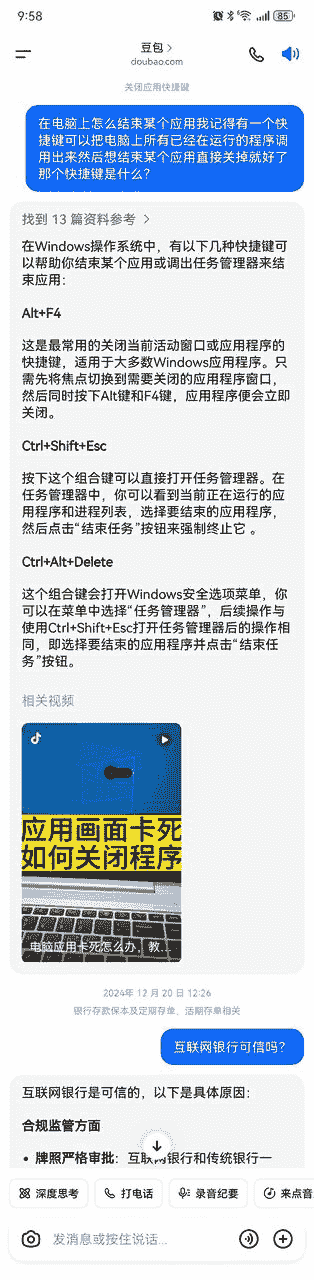 9:58
85
豆包 >
doubao.com
关闭应用快捷键
在电脑上怎么结束某个应用我记得有一个快
捷键可以把电脑上所有已经在运行的程序调
用出来然后想结束某个应用直接关掉就好了
那个快捷键是什么?
找到 13 篇资料参考 >
在Windows操作系统中，有以下几种快捷键可
以帮助你结束某个应用或调出任务管理器来结
束应用：
Alt+F4
这是最常用的关闭当前活动窗口或应用程序的
快捷键，适用于大多数Windows应用程序。只
需先将焦点切换到需要关闭的应用程序窗口，
然后同时按下Alt键和F4键，应用程序便会立即
关闭。
Ctrl+Shift+Esc
按下这个组合键可以直接打开任务管理器。在
任务管理器中，你可以看到当前正在运行的应
用程序和进程列表，选择要结束的应用程序，
然后点击“结束任务”按钮来强制终止它 。
Ctrl+Alt+Delete
这个组合键会打开Windows安全选项菜单，你
可以在菜单中选择“任务管理器”，后续操作与
使用Ctrl+Shift+Esc打开任务管理器后的操作相
同，即选择要结束的应用程序并点击“结束任
务”按钮。
相关视频
应用画面卡死
如何关闭程序
电脑应用卡死怎么办，教...
2024年 12 月 20 日 12:26
银行存款保本及定期存单、活期存单相关
互联网银行可信吗?
互联网银行是可信的，以下是具体原因：
合规监管方面
• 牌照严格审批：互联网银行和传统银行一
深度思考
打电话
录音纪要
来点音
发消息或按住说话...